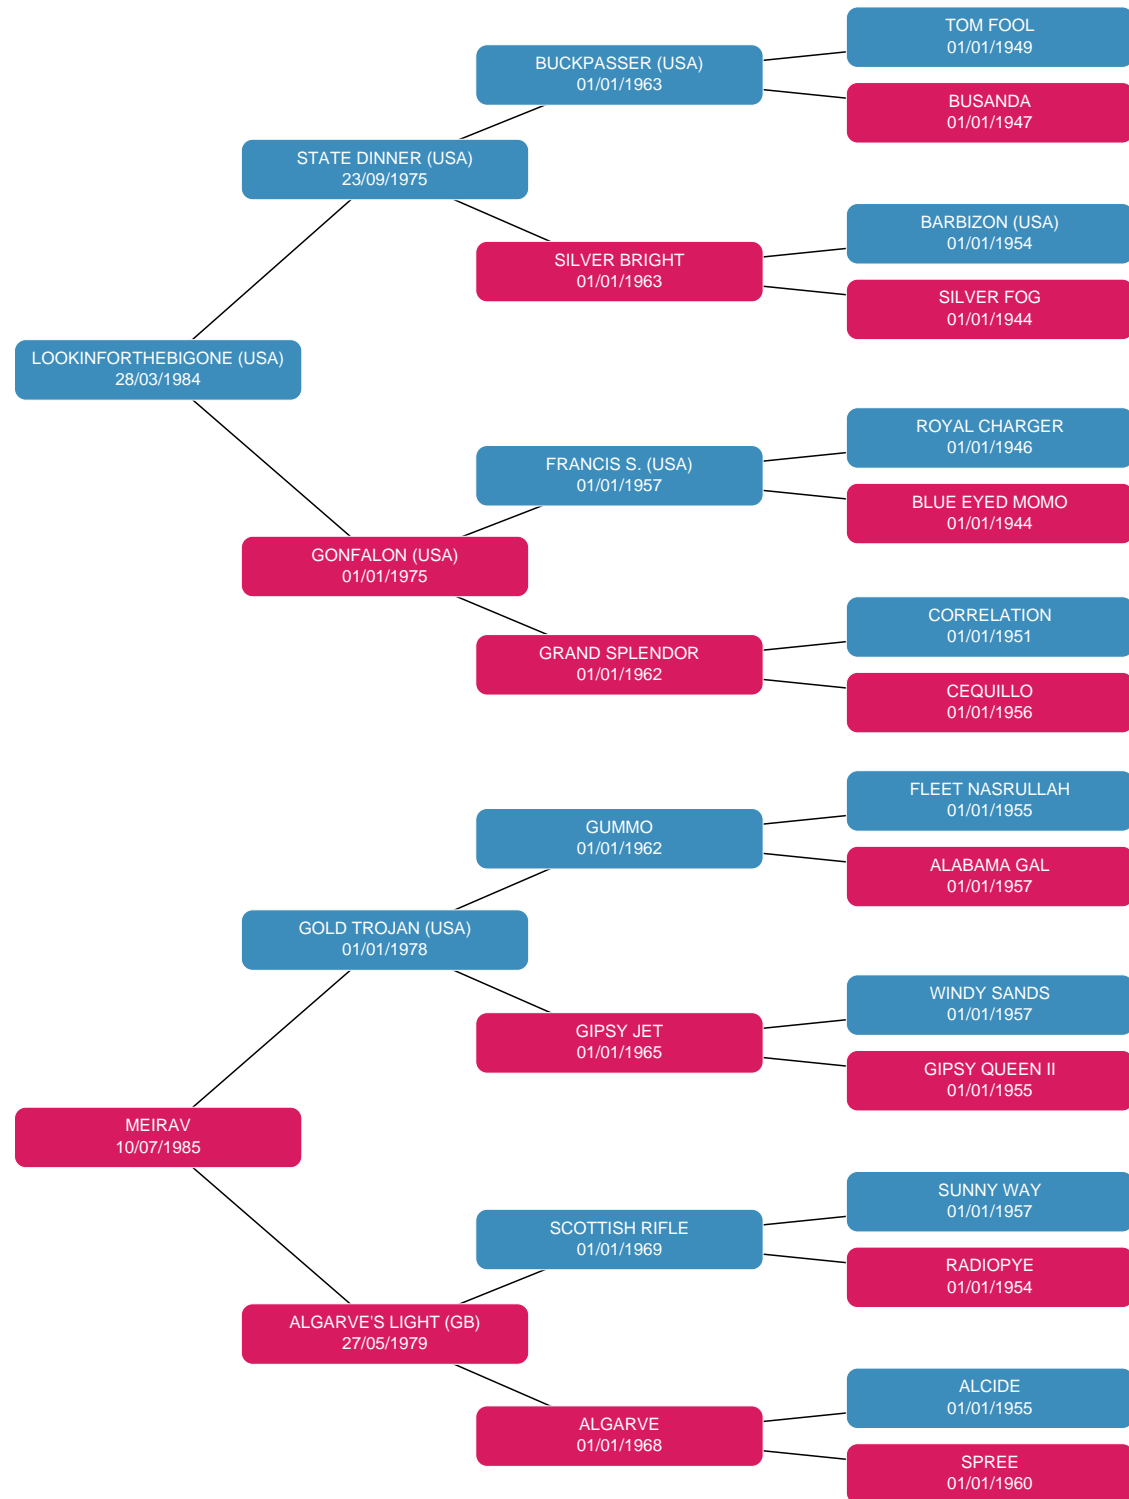 TOM FOOL
01/01/1949
BUCKPASSER (USA)
01/01/1963
BUSANDA
01/01/1947
STATE DINNER (USA)
23/09/1975
BARBIZON (USA)
01/01/1954
SILVER BRIGHT
01/01/1963
SILVER FOG
01/01/1944
LOOKINFORTHEBIGONE (USA)
28/03/1984
ROYAL CHARGER
01/01/1946
FRANCIS S. (USA)
01/01/1957
BLUE EYED MOMO
01/01/1944
GONFALON (USA)
01/01/1975
CORRELATION
01/01/1951
GRAND SPLENDOR
01/01/1962
CEQUILLO
01/01/1956
FLEET NASRULLAH
01/01/1955
GUMMO
01/01/1962
ALABAMA GAL
01/01/1957
GOLD TROJAN (USA)
01/01/1978
WINDY SANDS
01/01/1957
GIPSY JET
01/01/1965
GIPSY QUEEN II
01/01/1955
MEIRAV
10/07/1985
SUNNY WAY
01/01/1957
SCOTTISH RIFLE
01/01/1969
RADIOPYE
01/01/1954
ALGARVE'S LIGHT (GB)
27/05/1979
ALCIDE
01/01/1955
ALGARVE
01/01/1968
SPREE
01/01/1960